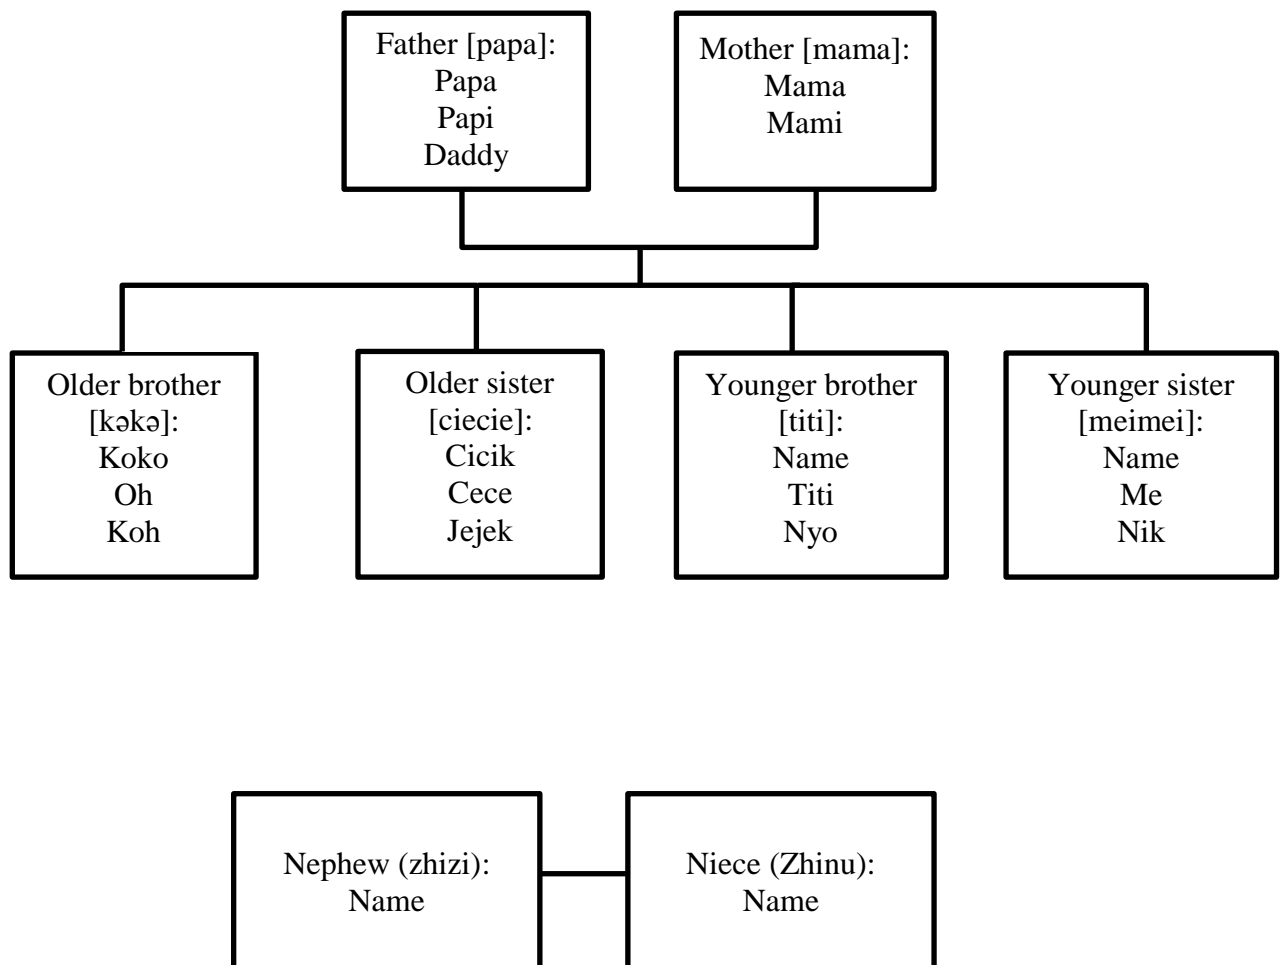 Father [papa]:
Papa
Papi
Daddy
Mother [mama]:
Mama
Mami
Older brother
[kəkə]:
Koko
Oh
Koh
Older sister
[ciecie]:
Cicik
Cece
Jejek
Younger brother
[titi]:
Name
Titi
Nyo
Younger sister
[meimei]:
Name
Me
Nik
Nephew (zhizi):
Name
Niece (Zhinu):
Name